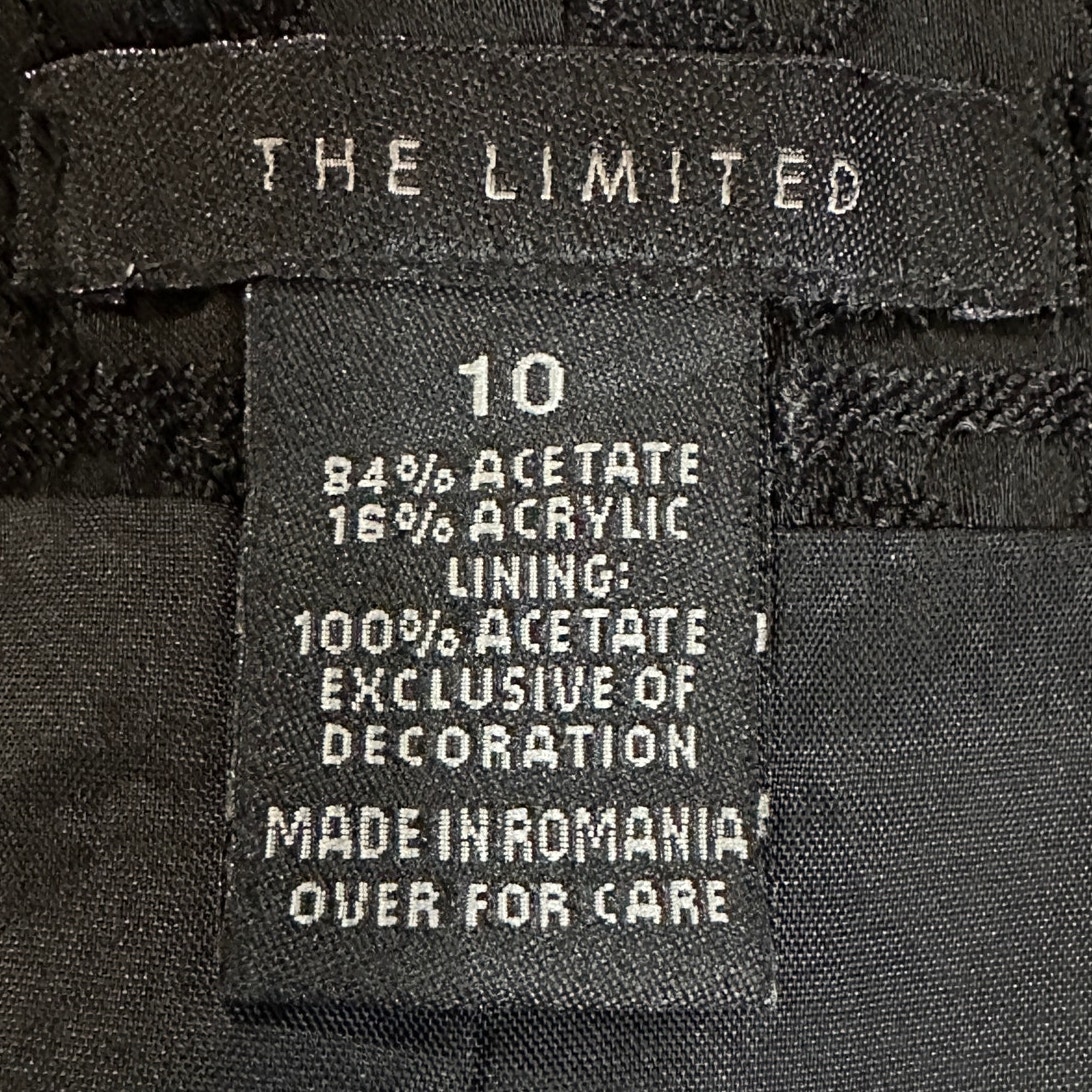 THE LIMITED
10
84% ACETATE
16% ACRYLIC
LINING:
100% ACETATE
EXCLUSIVE OF
DECORATION
MADE IN ROMANIA
OVER FOR CARE